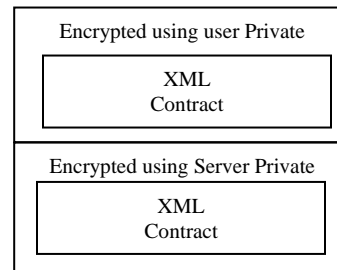 Encrypted using user Private
XML
Contract
Encrypted using Server Private
XML
Contract